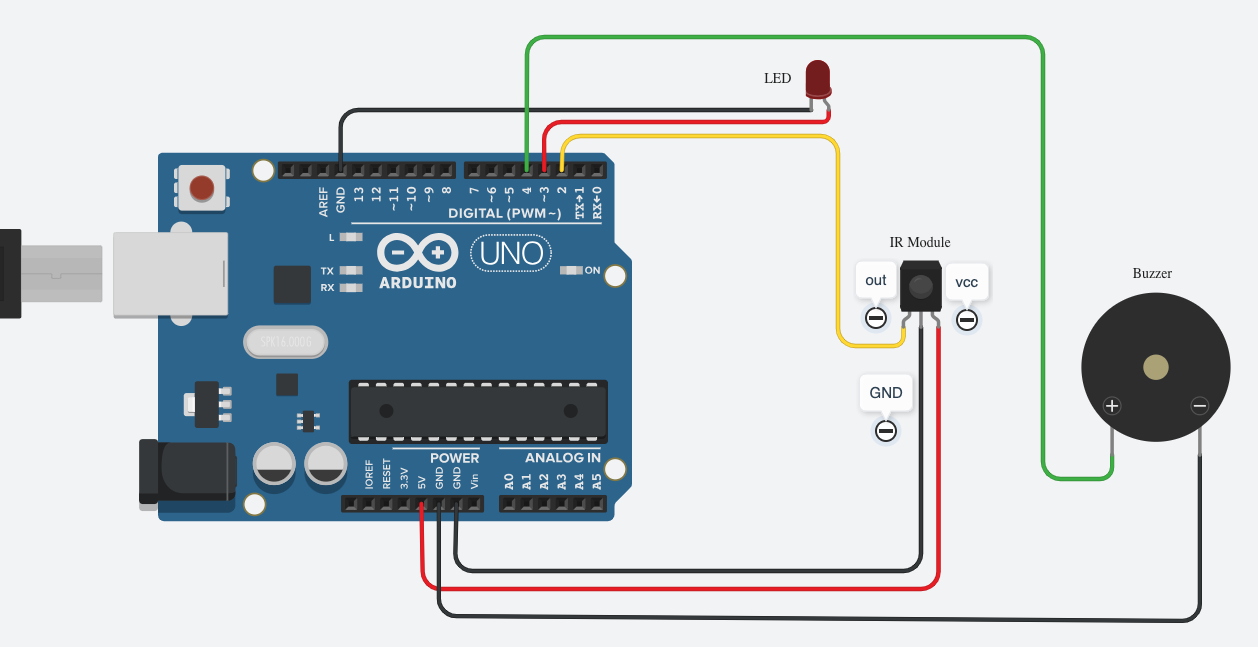 LED
AREF
GND
13
12
~11
~10
~9
8
7
~6
~5
4
~3
2
TX→1
RX←0
DIGITAL (PWM~)
L
TX
RX
ARDUINO
UNO
ON
IR Module
out
vcc
GND
Buzzer
SPK16.000G
IOREF
RESET
3.3V
5V
GND
GND
Vin
POWER
ANALOG IN
A0
A1
A2
A3
A4
A5